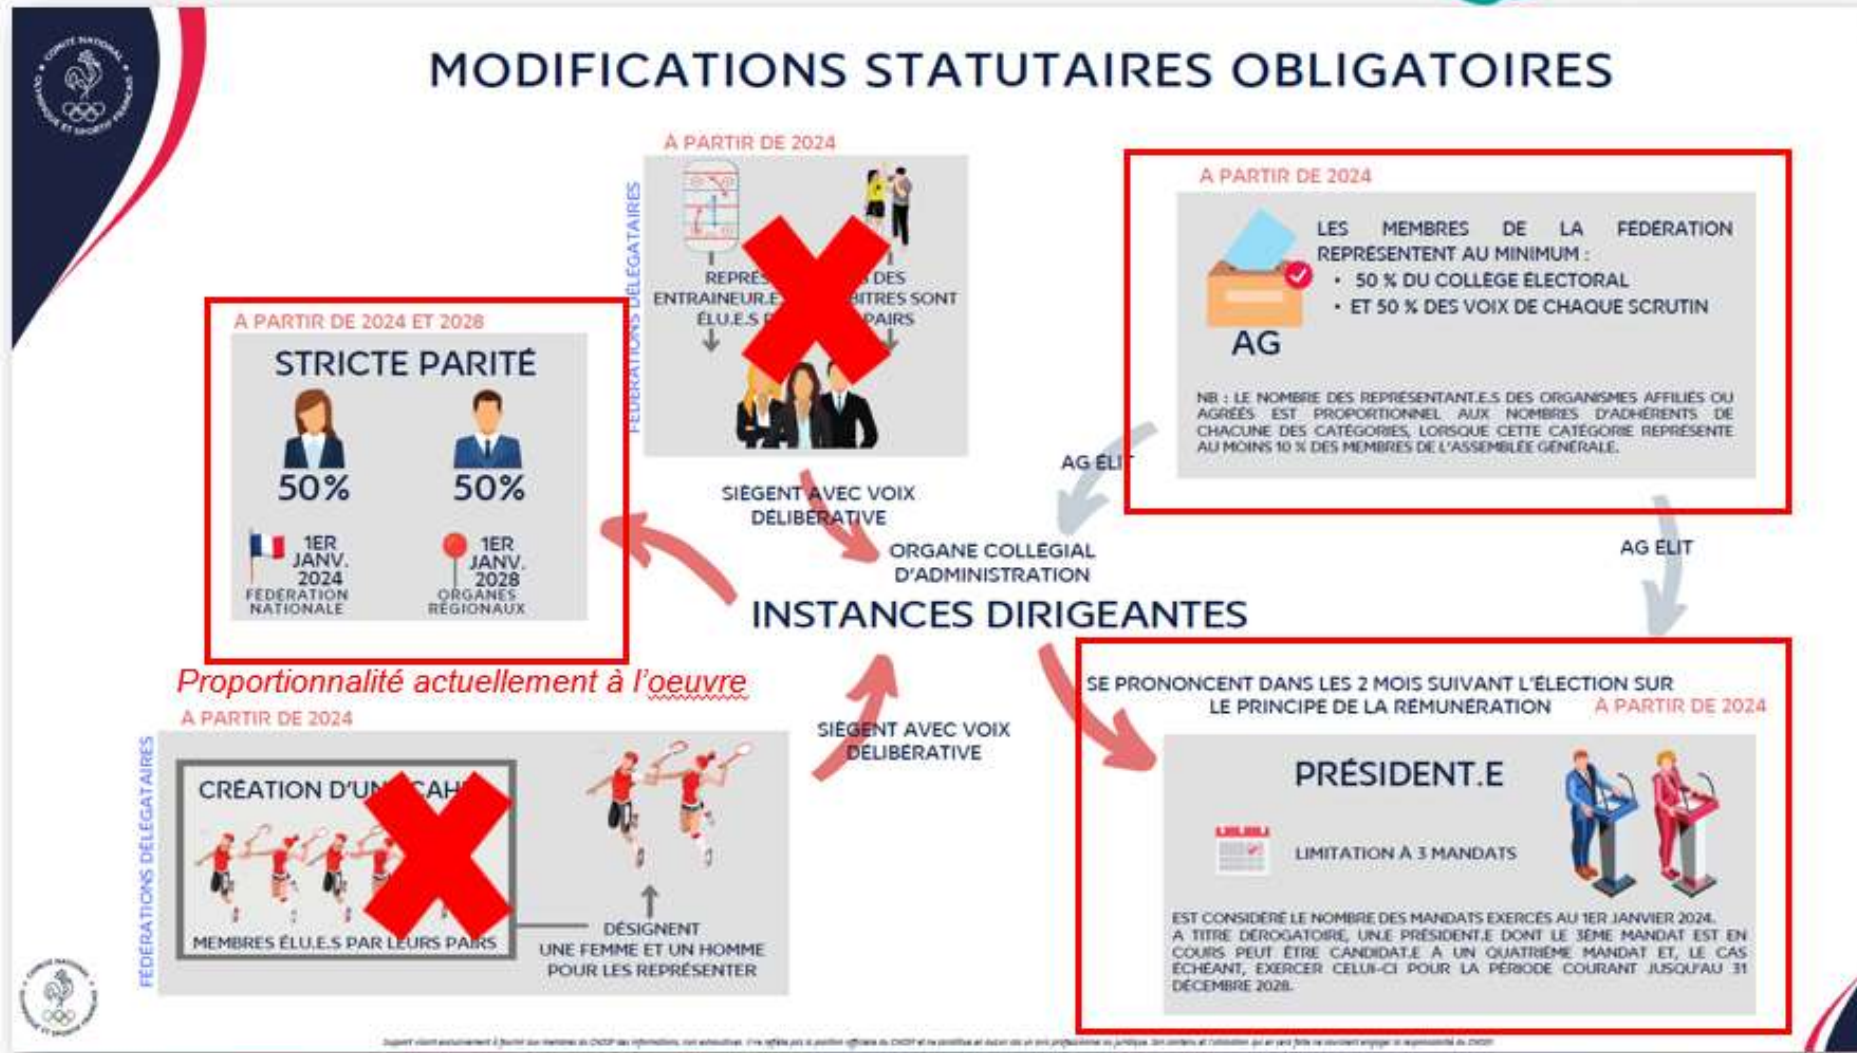 MODIFICATIONS STATUTAIRES OBLIGATOIRES
COMITÉ NATIONAL OLYMPIQUE ET SPORTIF FRANÇAIS
À PARTIR DE 2024
FÉDÉRATIONS DÉLÉGATAIRES
DES
ENTRAINEUR.E
SONT
ÉLU.E.S
PAIRS
SIÈGENT AVEC VOIX
DÉLIBÉRATIVE
À PARTIR DE 2024
LES MEMBRES DE LA FÉDÉRATION
REPRÉSENTENT AU MINIMUM :
• 50 % DU COLLÈGE ÉLECTORAL
• ET 50 % DES VOIX DE CHAQUE SCRUTIN
AG
NB : LE NOMBRE DES REPRÉSENTANT.E.S DES ORGANISMES AFFILIÉS OU
AGRÉÉS EST PROPORTIONNEL AUX NOMBRES D'ADHÉRENTS DE
CHACUNE DES CATÉGORIES, LORSQUE CETTE CATÉGORIE REPRÉSENTE
AU MOINS 10 % DES MEMBRES DE L'ASSEMBLÉE GÉNÉRALE.
AG ÉLIT
AG ÉLIT
À PARTIR DE 2024 ET 2028
STRICTE PARITÉ
50% 50%
1ER JANV. 2024
FÉDÉRATION NATIONALE
1ER JANV. 2028
ORGANES RÉGIONAUX
ORGANE COLLÉGIAL
D'ADMINISTRATION
INSTANCES DIRIGEANTES
Proportionnalité actuellement à l'oeuvre
À PARTIR DE 2024
FÉDÉRATIONS DÉLÉGATAIRES
CRÉATION D'UN
MEMBRES ÉLU.E.S PAR LEURS PAIRS
DÉSIGNENT
UNE FEMME ET UN HOMME
POUR LES REPRÉSENTER
SIÈGENT AVEC VOIX
DÉLIBÉRATIVE
SE PRONONCENT DANS LES 2 MOIS SUIVANT L'ÉLECTION SUR
LE PRINCIPE DE LA RÉMUNÉRATION
À PARTIR DE 2024
PRÉSIDENT.E
LIMITATION À 3 MANDATS
EST CONSIDÉRÉ LE NOMBRE DES MANDATS EXERCÉS AU 1ER JANVIER 2024.
A TITRE DÉROGATOIRE, UN.E PRÉSIDENT.E DONT LE 3ÈME MANDAT EST EN
COURS PEUT ÊTRE CANDIDAT.E À UN QUATRIÈME MANDAT ET, LE CAS
ÉCHÉANT, EXERCER CELUI-CI POUR LA PÉRIODE COURANT JUSQU'AU 31
DÉCEMBRE 2028.